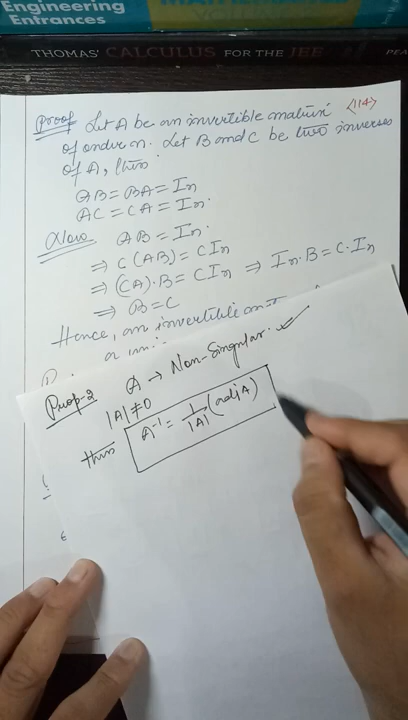 Engineering
Entrances
THOMAS' CALCULUS FOR THE JEE
Proof Let A be an invertible matrix <114>
of order n. Let B and C be two inverses
of A, then
AB = BA = Iₙ
AC = CA = Iₙ.
Now AB = Iₙ
⇒ C(AB) = CIₙ
⇒ (CA).B = CIₙ ⇒ Iₙ.B = C.Iₙ
⇒ B = C
Hence, an invertible
Prop-2 A → Non-Singular.
|A| ≠ 0
then A⁻¹ = 1/|A| (adj A)